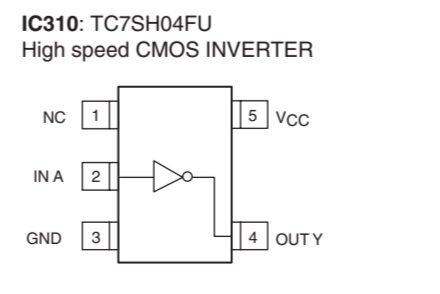 IC310: TC7SH04FU
High speed CMOS INVERTER
NC 1 5 VCC
IN A 2
GND 3 4 OUT Y